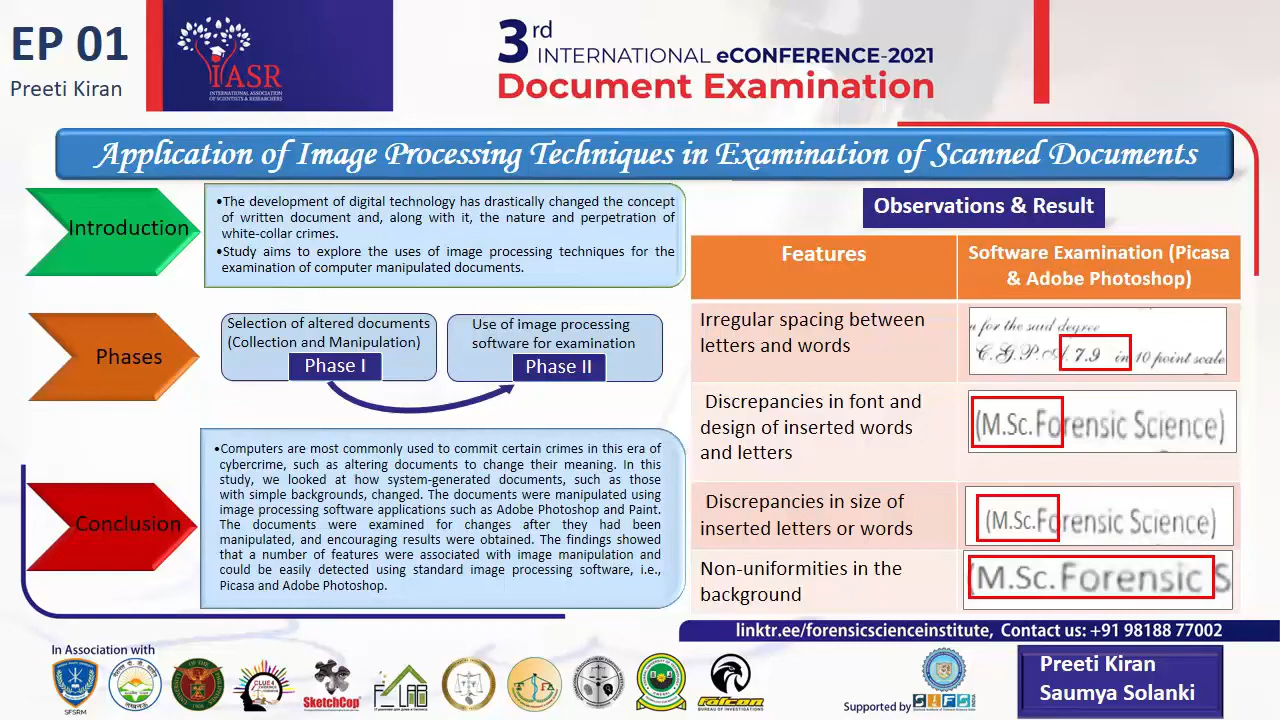 EP 01
Preeti Kiran
IASR
INTERNATIONAL ASSOCIATION
OF SCIENTISTS & RESEARCHERS
3rd
INTERNATIONAL eCONFERENCE-2021
Document Examination
Application of Image Processing Techniques in Examination of Scanned Documents
Introduction
•The development of digital technology has drastically changed the concept
of written document and, along with it, the nature and perpetration of
white-collar crimes.
•Study aims to explore the uses of image processing techniques for the
examination of computer manipulated documents.
Phases
Selection of altered documents
(Collection and Manipulation)
Phase I
Use of image processing
software for examination
Phase II
Conclusion
•Computers are most commonly used to commit certain crimes in this era of
cybercrime, such as altering documents to change their meaning. In this
study, we looked at how system-generated documents, such as those
with simple backgrounds, changed. The documents were manipulated using
image processing software applications such as Adobe Photoshop and Paint.
The documents were examined for changes after they had been
manipulated, and encouraging results were obtained. The findings showed
that a number of features were associated with image manipulation and
could be easily detected using standard image processing software, i.e.,
Picasa and Adobe Photoshop.
Observations & Result
Features
Software Examination (Picasa
& Adobe Photoshop)
Irregular spacing between
letters and words
n for the said degree
C.G.P.A. 7.9 in 10 point scale
Discrepancies in font and
design of inserted words
and letters
(M.Sc.Forensic Science)
Discrepancies in size of
inserted letters or words
(M.Sc.Forensic Science)
Non-uniformities in the
background
(M.Sc.Forensic S
linktr.ee/forensicscienceinstitute, Contact us: +91 98188 77002
In Association with
SFSRM
CLUE4
SketchCop
LAB
falcon
BUREAU OF INVESTIGATIONS
Supported by
SIFS
Preeti Kiran
Saumya Solanki